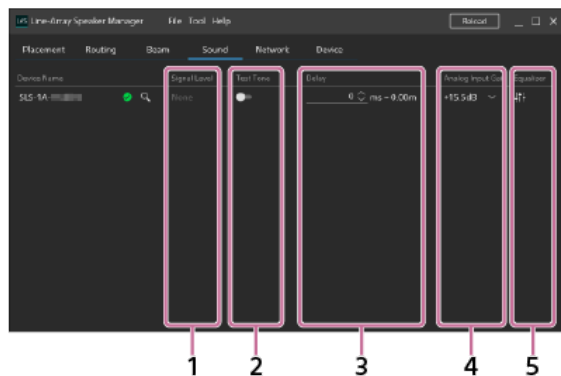 Line-Array Speaker Manager File Tool Help Reload
Placement Routing Beam Sound Network Device
Device Name Signal Level Test Tone Delay Analog Input Gai Equalizer
SLS-1A- None 0 ms - 0.00m +15.5dB
1 2 3 4 5